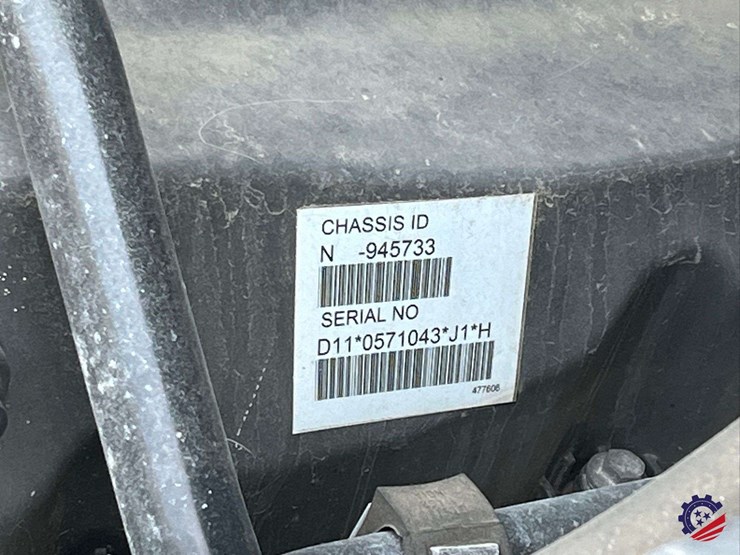 CHASSIS ID
N -945733
SERIAL NO
D11*0571043*J1*H
477606